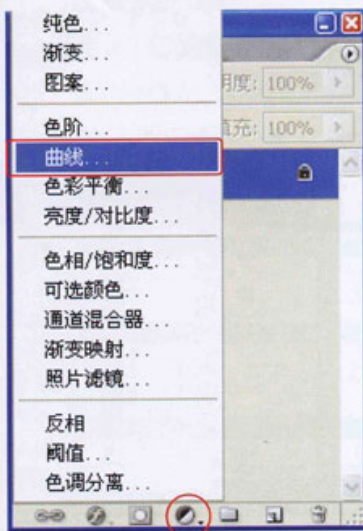 纯色...
渐变...
图案...
明度: 100%
色阶...
填充: 100%
曲线...
色彩平衡...
亮度/对比度...
色相/饱和度...
可选颜色...
通道混合器...
渐变映射...
照片滤镜...
反相
阈值...
色调分离...